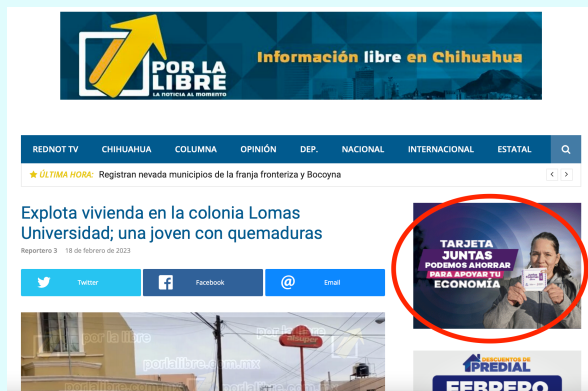 POR LA
LIBRE
LA NOTICIA AL MOMENTO
Información libre en Chihuahua
REDNOT TV CHIHUAHUA COLUMNA OPINIÓN DEP. NACIONAL INTERNACIONAL ESTATAL
ÚLTIMA HORA: Registran nevada municipios de la franja fronteriza y Bocoyna
Explota vivienda en la colonia Lomas
Universidad; una joven con quemaduras
Reportero 3 18 de febrero de 2023
Twitter Facebook Email
TARJETA
JUNTAS
PODEMOS AHORRAR
PARA APOYAR TU
ECONOMÍA
por la libre
porlalibre.com.mx
alsuper
DESCUENTOS DE
PREDIAL
FEBRERO